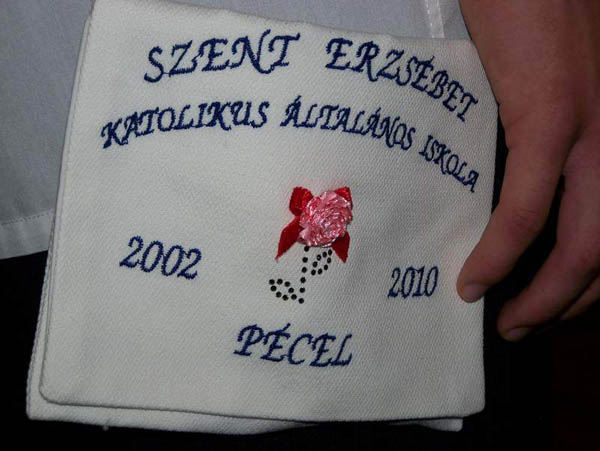 SZENT ERZSÉBET
KATOLIKUS ÁLTALÁNOS ISKOLA
2002 2010
PÉCEL